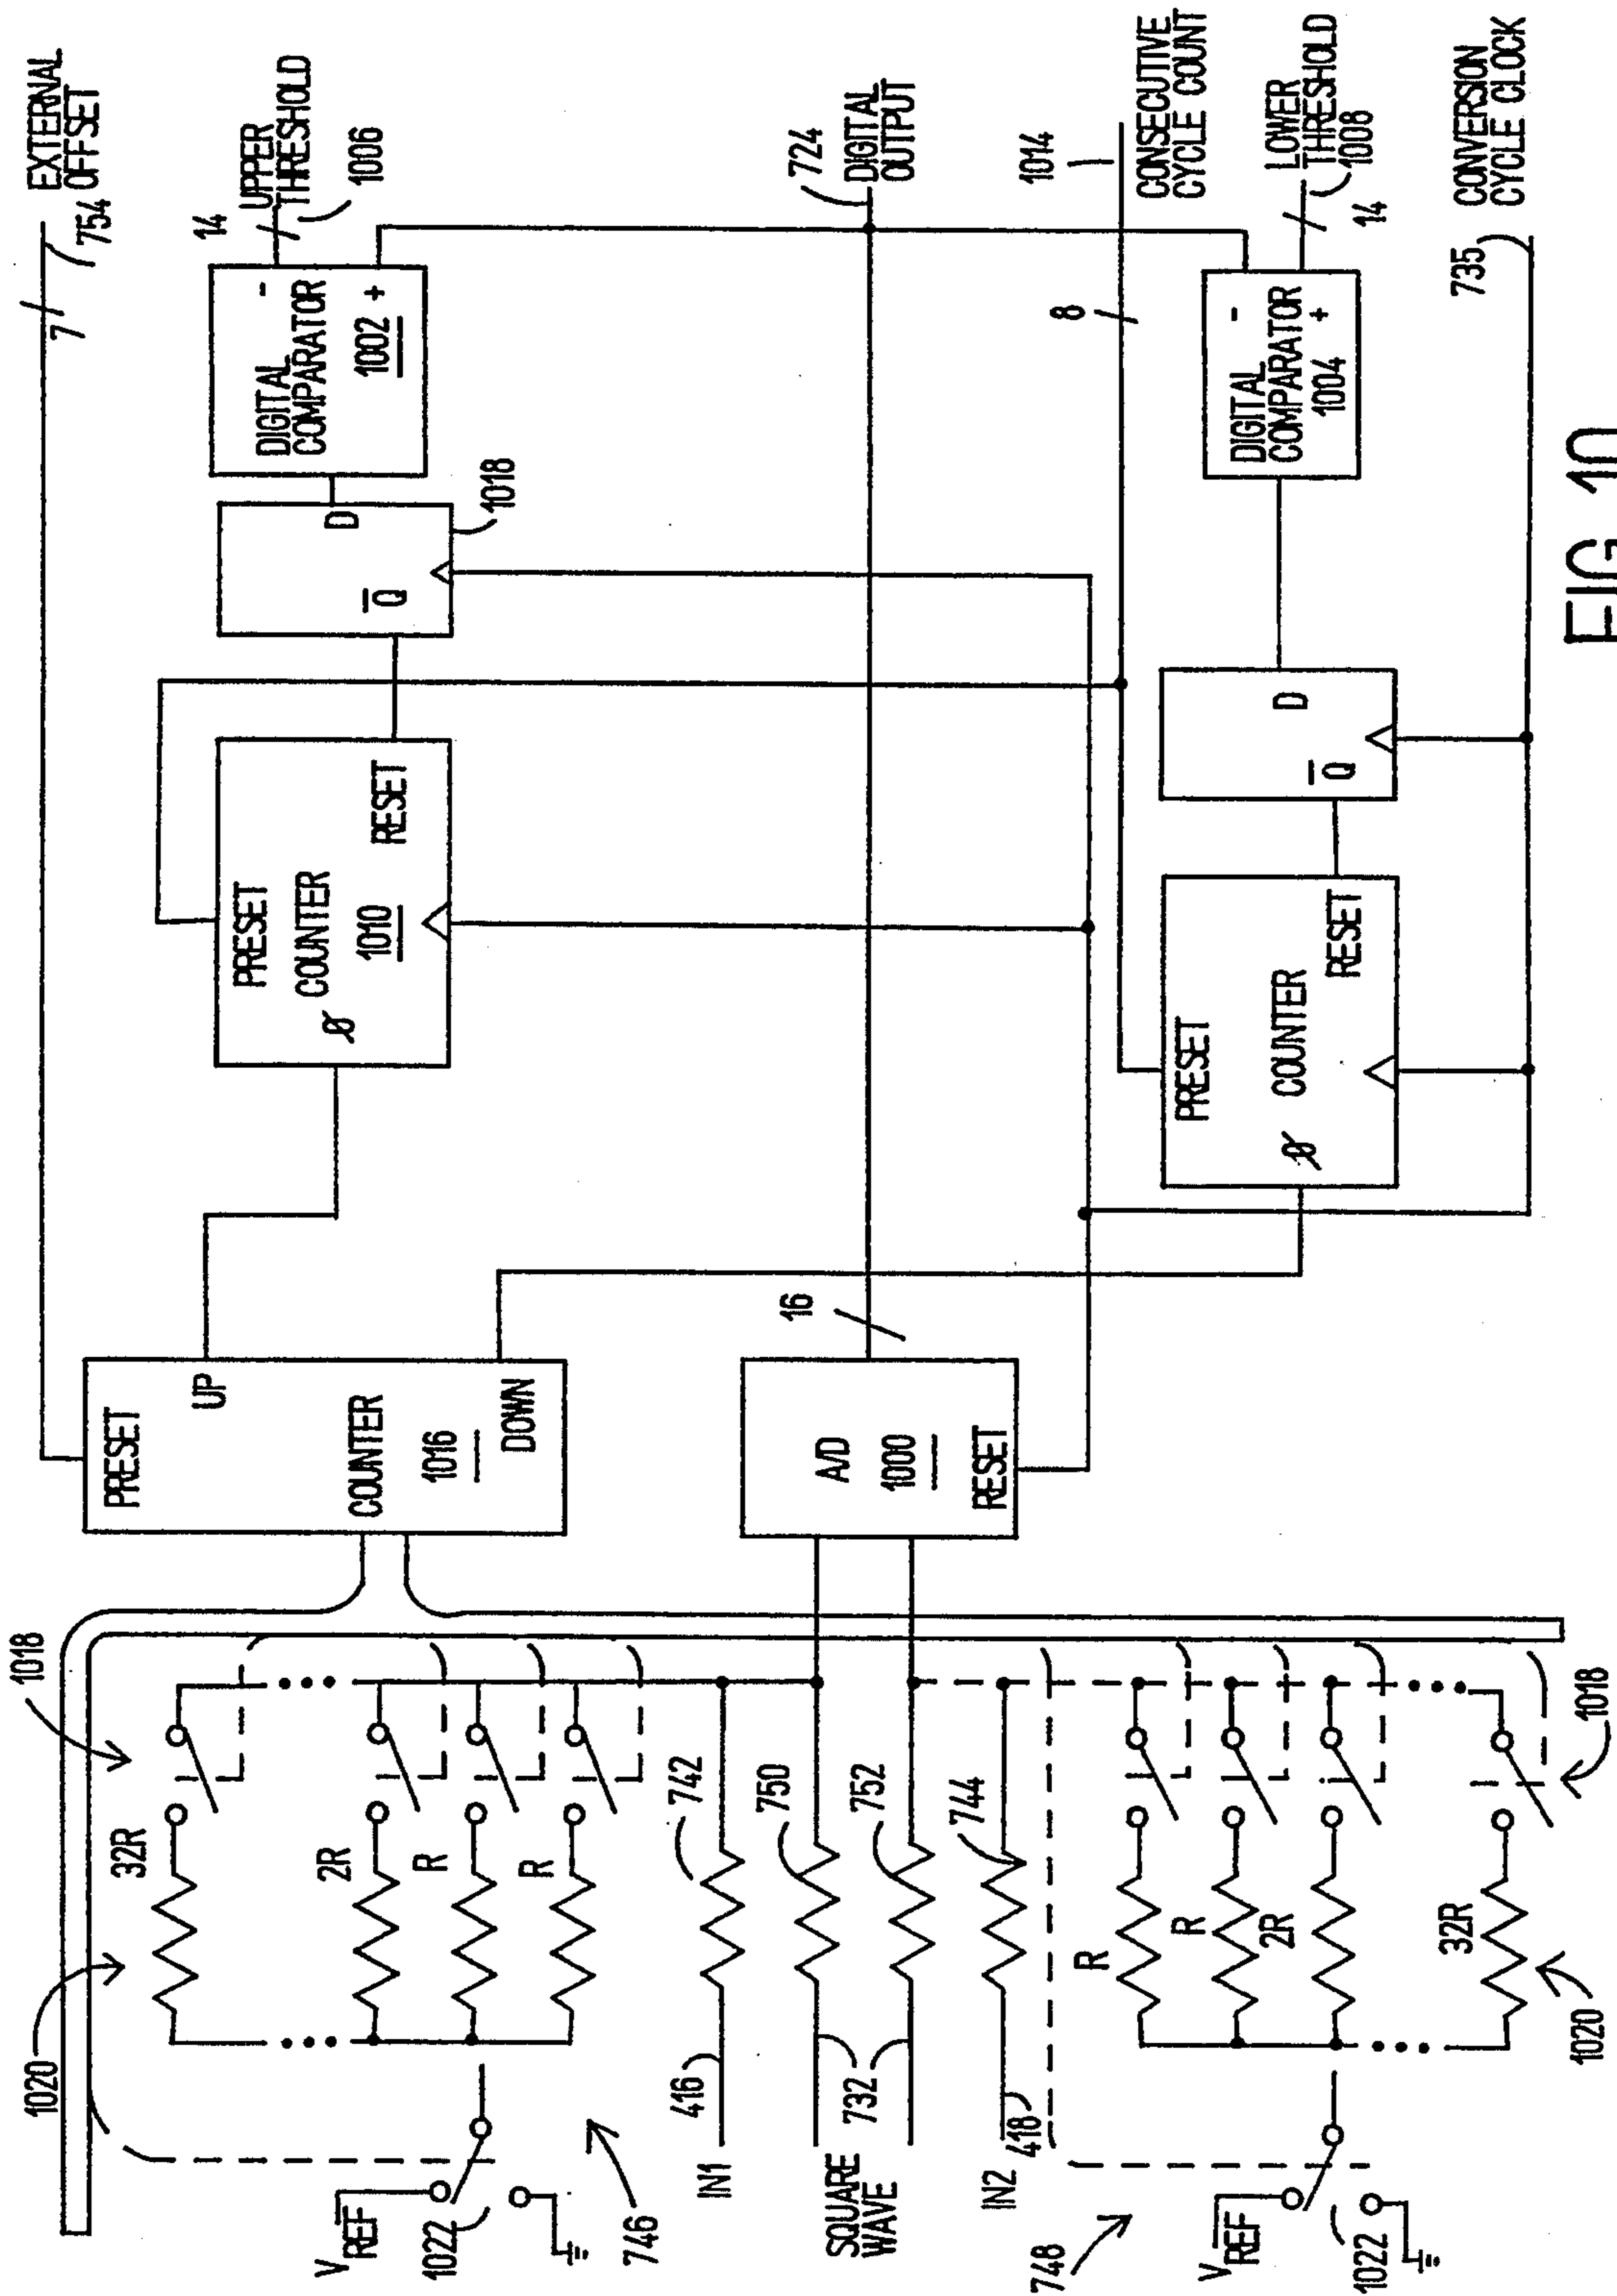 EXTERNAL
OFFSET
7
754
14
UPPER
THRESHOLD
1006
DIGITAL
COMPARATOR
1002
-
+
D
Q
1018
PRESET
COUNTER
1010
RESET
Ø
PRESET
UP
COUNTER
1016
DOWN
724
DIGITAL
OUTPUT
16
A/D
1000
RESET
1014
CONSECUTIVE
CYCLE COUNT
8
LOWER
THRESHOLD
1008
14
DIGITAL
COMPARATOR
1004
-
+
D
Q
PRESET
COUNTER
RESET
Ø
735
CONVERSION
CYCLE CLOCK
1018
1020
32R
2R
R
R
VREF
1022
746
742
416
IN1
750
732
SQUARE
WAVE
752
744
IN2
418
R
R
2R
32R
1018
1020
748
VREF
1022
FIG 10